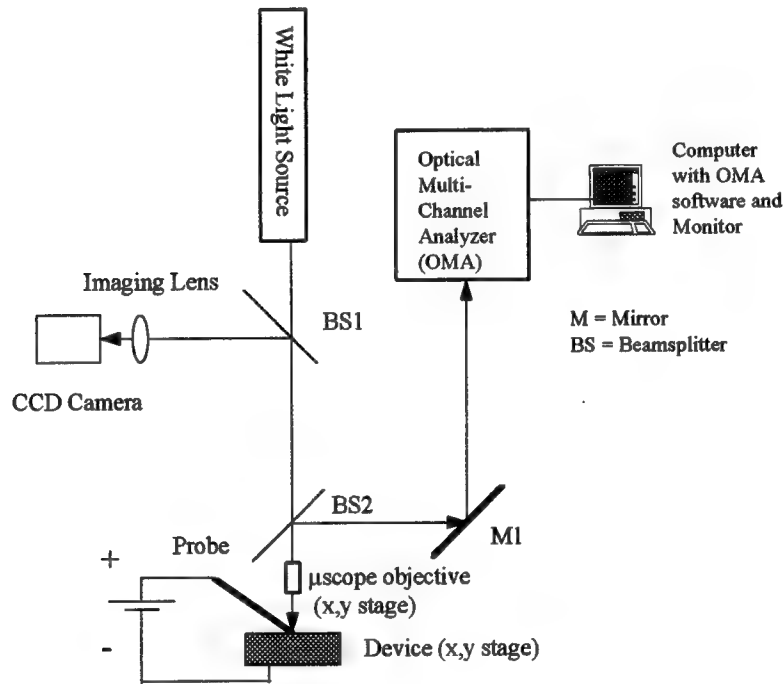 White Light Source
Optical
Multi-
Channel
Analyzer
(OMA)
Computer
with OMA
software and
Monitor
Imaging Lens
BS1
M = Mirror
BS = Beamsplitter
CCD Camera
BS2
M1
Probe
+
μscope objective
(x,y stage)
-
Device (x,y stage)